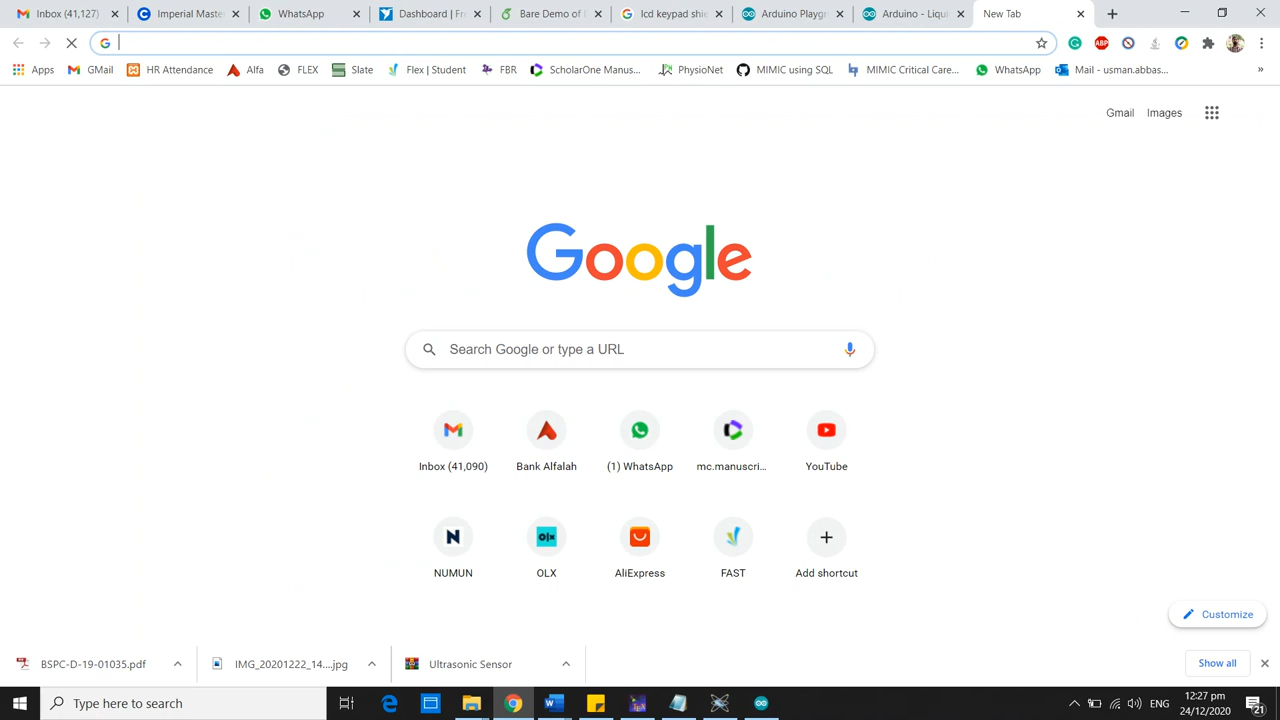 Inbox (41,127)
Imperial Maste
WhatsApp
Dashboard | Fr
Bare Demo of
lcd keypad shie
Arduino Playg
Arduino - Liqui
New Tab
Apps
GMail
HR Attendance
Alfa
FLEX
Slate
Flex | Student
FBR
ScholarOne Manus...
PhysioNet
MIMIC using SQL
MIMIC Critical Care...
WhatsApp
Mail - usman.abbas...
Gmail
Images
Google
Search Google or type a URL
Inbox (41,090)
Bank Alfalah
(1) WhatsApp
mc.manuscri...
YouTube
NUMUN
OLX
AliExpress
FAST
Add shortcut
Customize
BSPC-D-19-01035.pdf
IMG_20201222_14....jpg
Ultrasonic Sensor
Show all
Type here to search
ENG
12:27 pm
24/12/2020
21